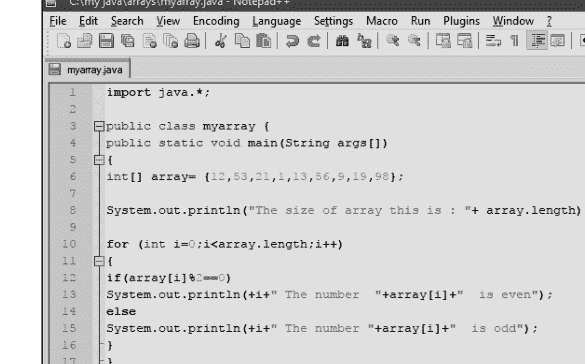 C:\my java\arrays\myarray.java - Notepad++
File Edit Search View Encoding Language Settings Macro Run Plugins Window ?
myarray.java
1 import java.*;
2
3 public class myarray {
4 public static void main(String args[])
5 {
6 int[] array= {12,53,21,1,13,56,9,19,98};
7
8 System.out.println("The size of array this is : "+ array.length)
9
10 for (int i=0;i<array.length;i++)
11 {
12 if(array[i]%2==0)
13 System.out.println(+i+" The number  "+array[i]+"  is even");
14 else
15 System.out.println(+i+" The number "+array[i]+"  is odd");
16 }
17 }